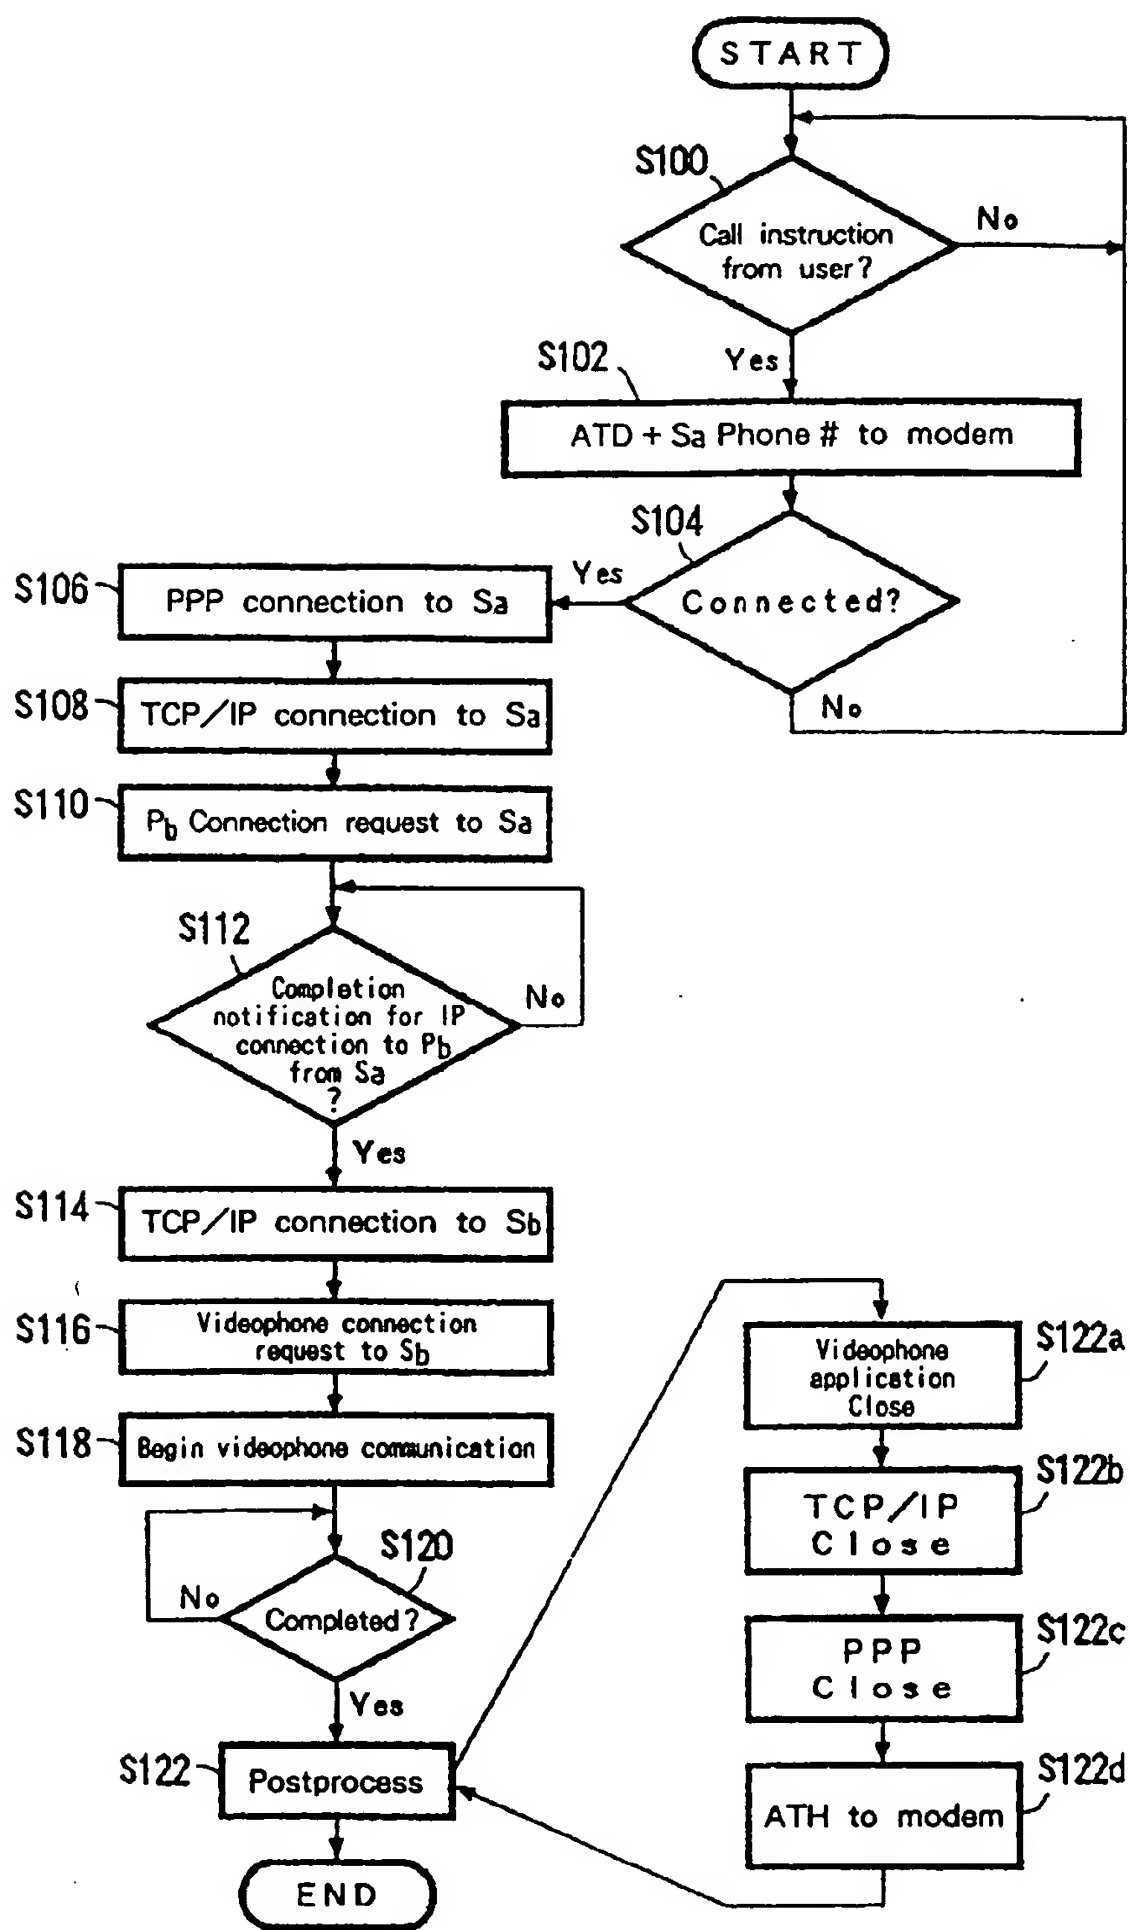 START
S100
Call instruction
from user?
No
Yes
S102
ATD + Sa Phone # to modem
S104
Connected?
Yes
No
S106
PPP connection to Sa
S108
TCP/IP connection to Sa
S110
Pb Connection request to Sa
S112
Completion
notification for IP
connection to Pb
from Sa
?
No
Yes
S114
TCP/IP connection to Sb
S116
Videophone connection
request to Sb
S118
Begin videophone communication
S120
Completed?
No
Yes
S122
Postprocess
END
S122a
Videophone
application
Close
S122b
TCP/IP
Close
S122c
PPP
Close
S122d
ATH to modem